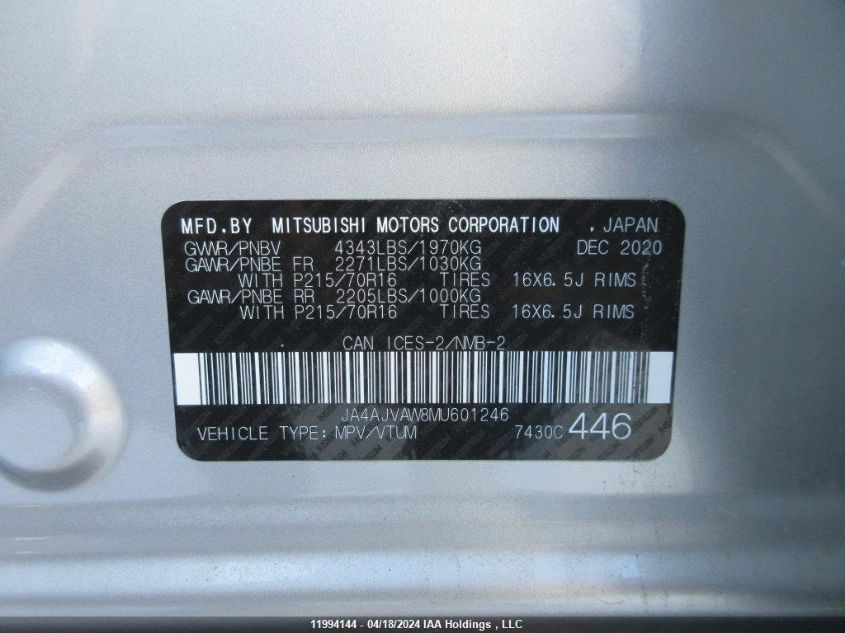 MFD.BY MITSUBISHI MOTORS CORPORATION , JAPAN
GVWR/PNBV 4343LBS/1970KG DEC 2020
GAWR/PNBE FR 2271LBS/1030KG
WITH P215/70R16 TIRES 16X6.5J RIMS
GAWR/PNBE RR 2205LBS/1000KG
WITH P215/70R16 TIRES 16X6.5J RIMS
CAN ICES-2/NMB-2
JA4AJVAW8MU601246
VEHICLE TYPE: MPV/VTUM 7430C 446
11994144 - 04/18/2024 IAA Holdings , LLC